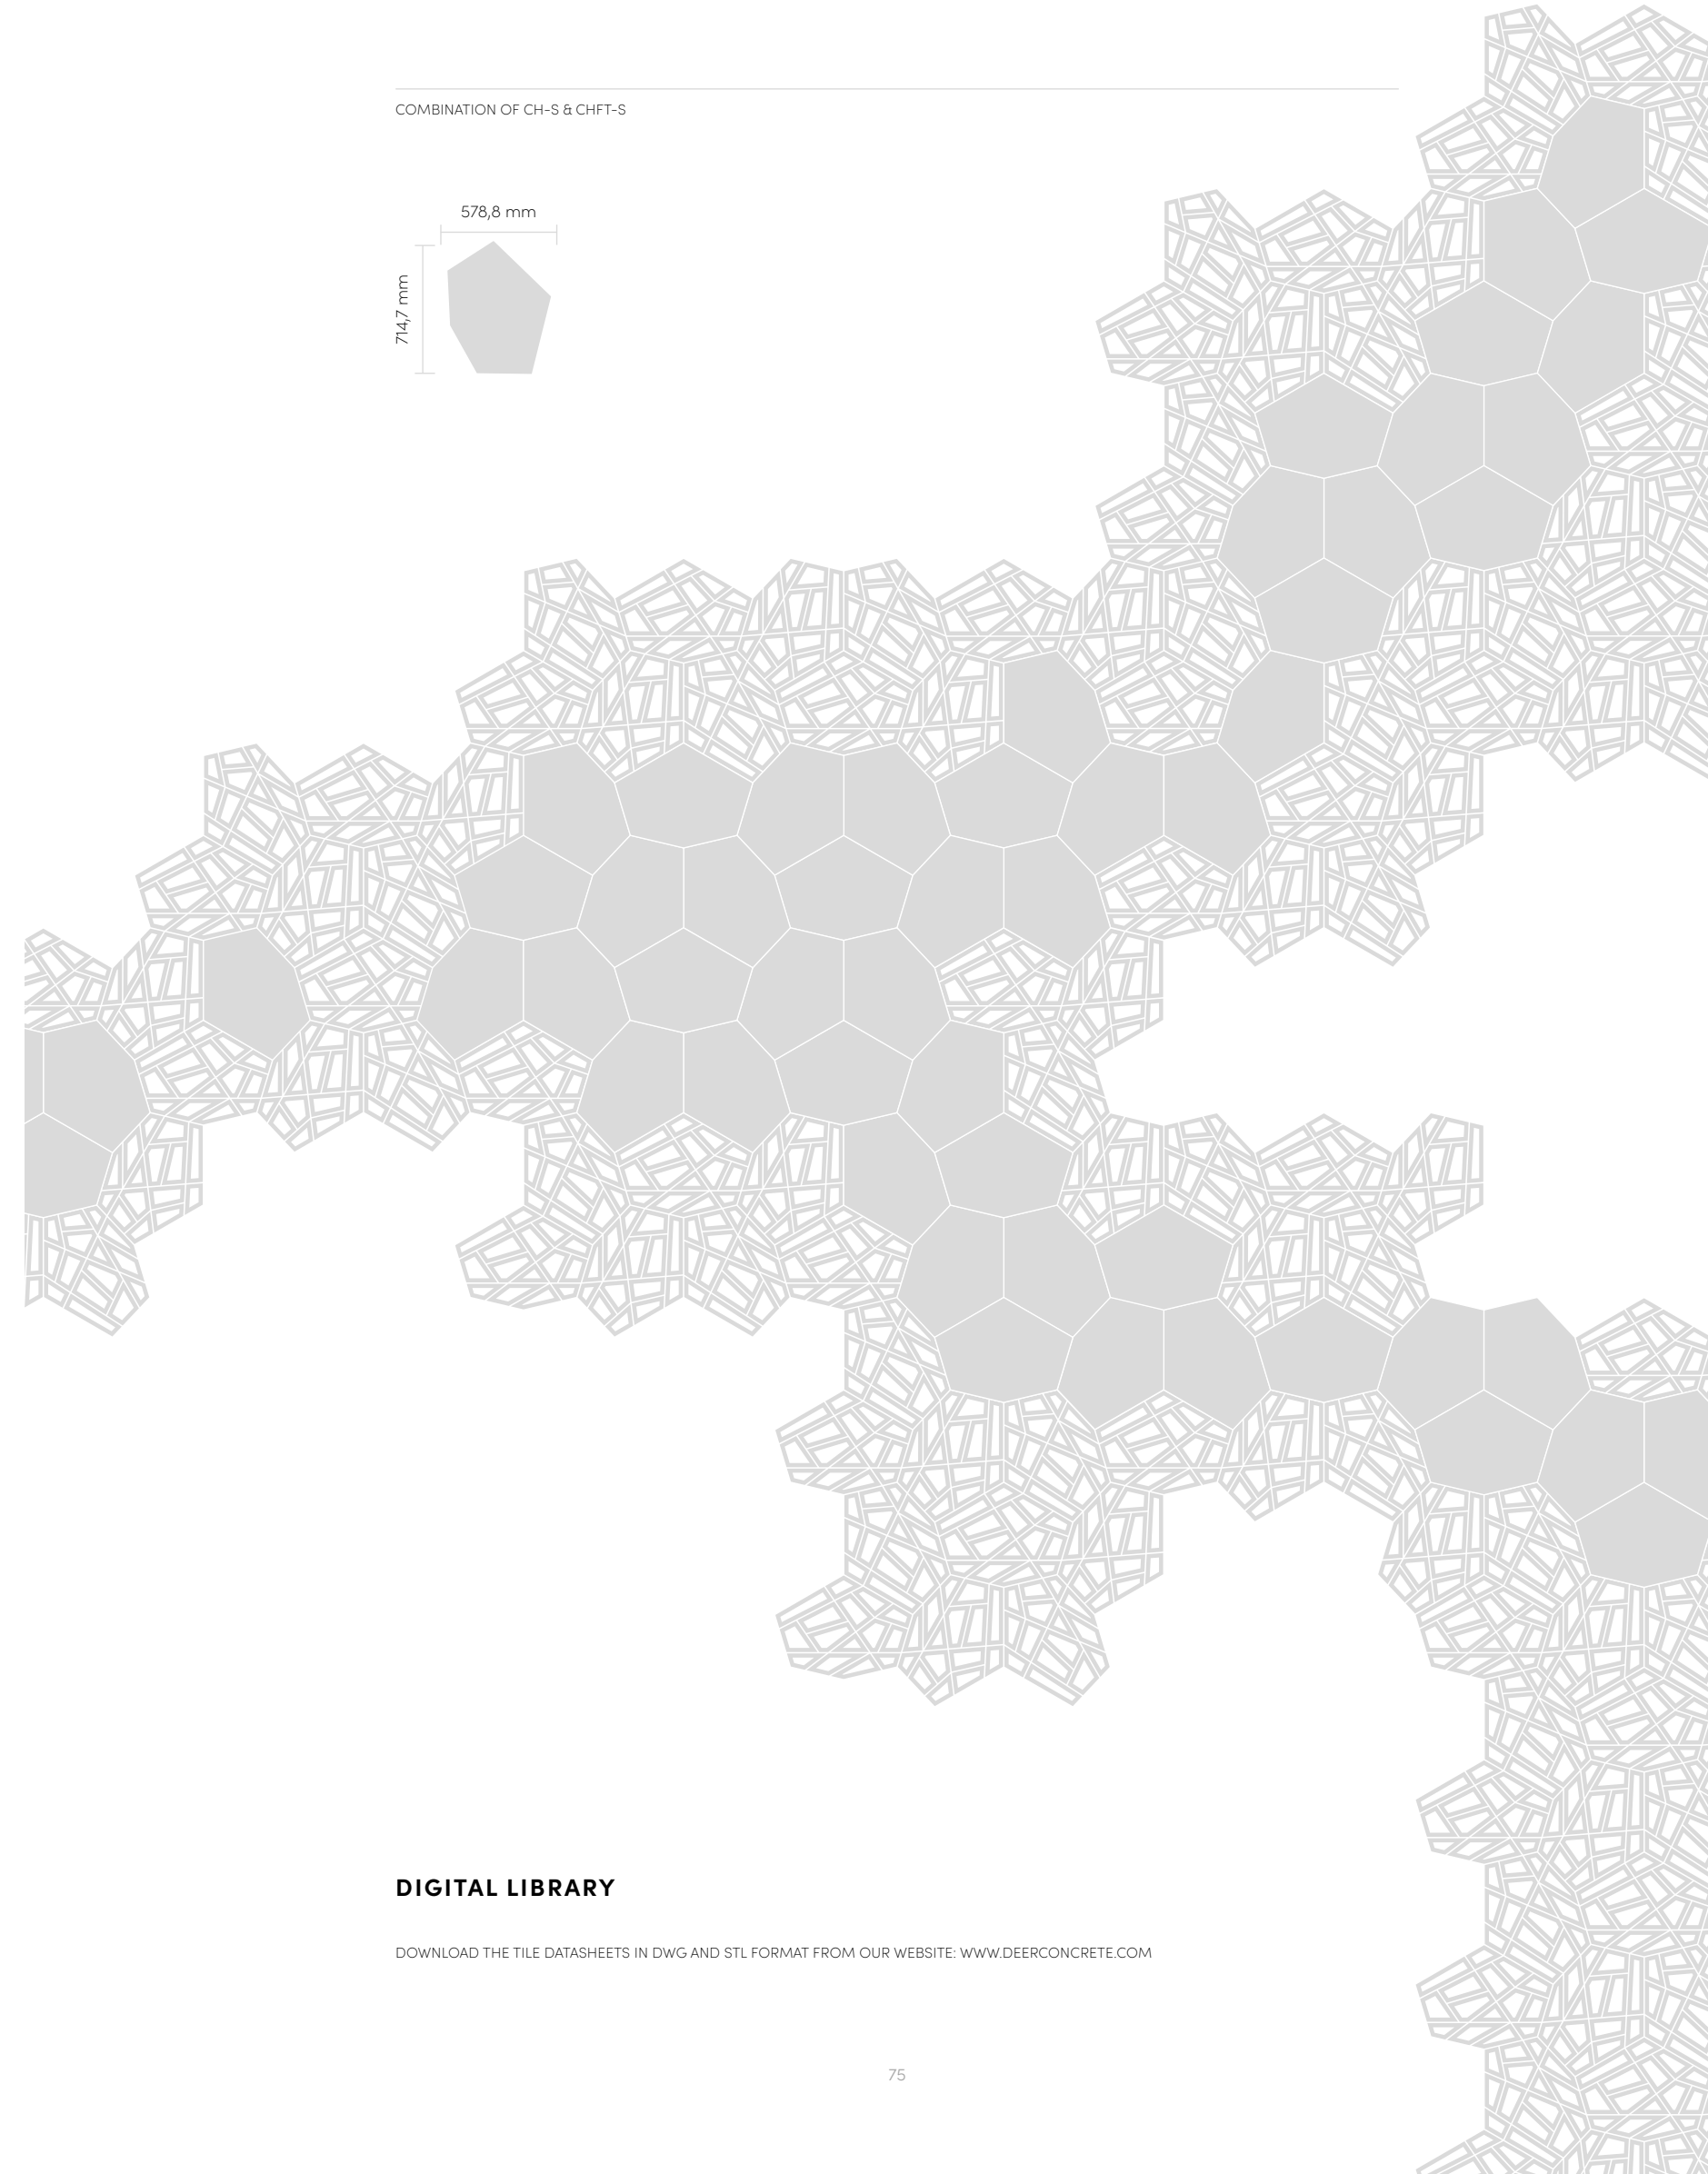 COMBINATION OF CH-S & CHFT-S
578,8 mm
714,7 mm
DIGITAL LIBRARY
DOWNLOAD THE TILE DATASHEETS IN DWG AND STL FORMAT FROM OUR WEBSITE: WWW.DEERCONCRETE.COM
75